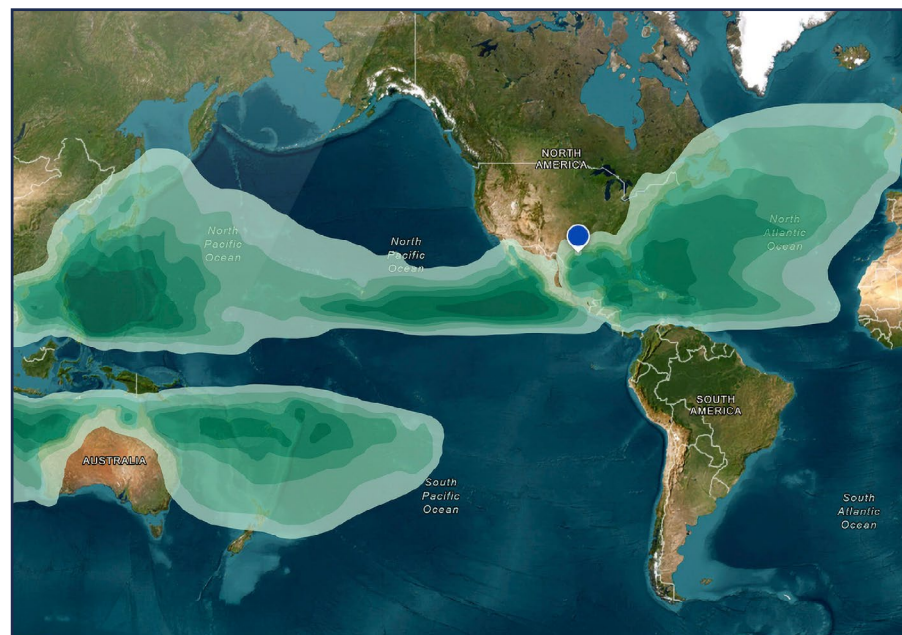 NORTH
AMERICA
North
Pacific
Ocean
North
Atlantic
Ocean
North
Pacific
Ocean
SOUTH
AMERICA
AUSTRALIA
South
Pacific
Ocean
South
Atlantic
Ocean